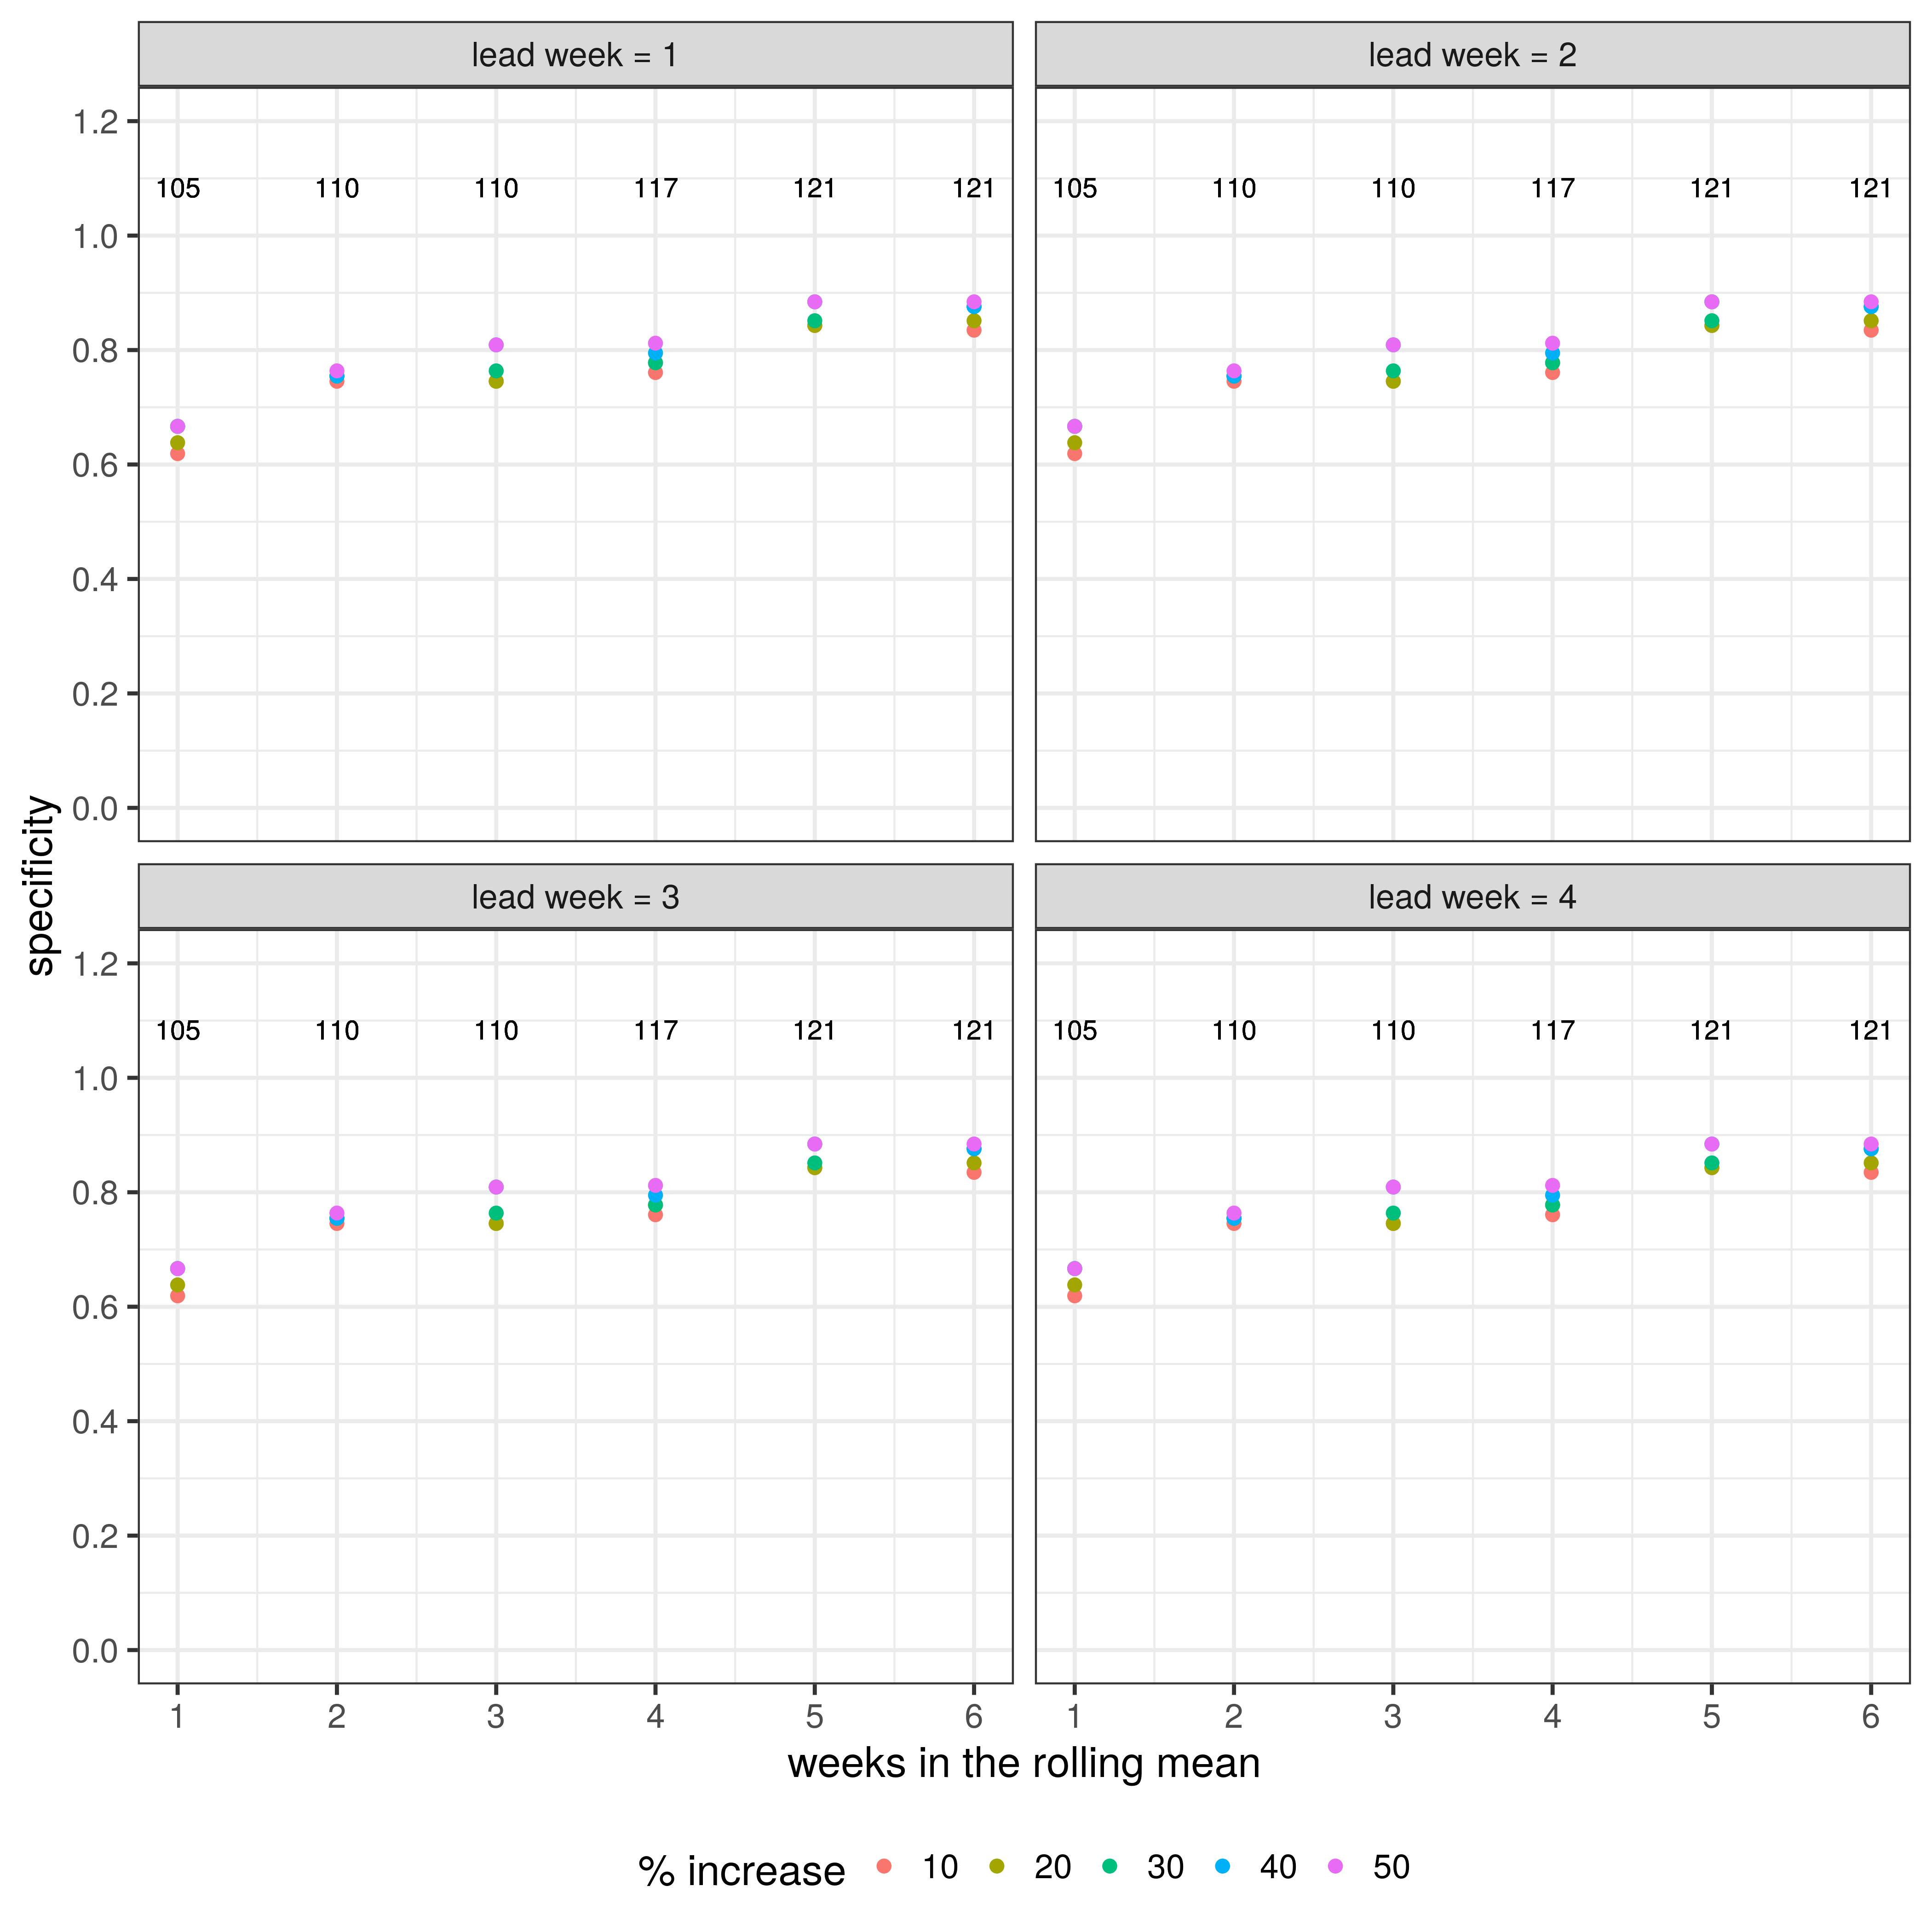 lead week = 1
lead week = 2
1.2
105 110 110 117 121 121
105 110 110 117 121 121
1.0
0.8
0.6
0.4
0.2
0.0
specificity
lead week = 3
lead week = 4
1.2
105 110 110 117 121 121
105 110 110 117 121 121
1.0
0.8
0.6
0.4
0.2
0.0
1 2 3 4 5 6
1 2 3 4 5 6
weeks in the rolling mean
% increase 10 20 30 40 50